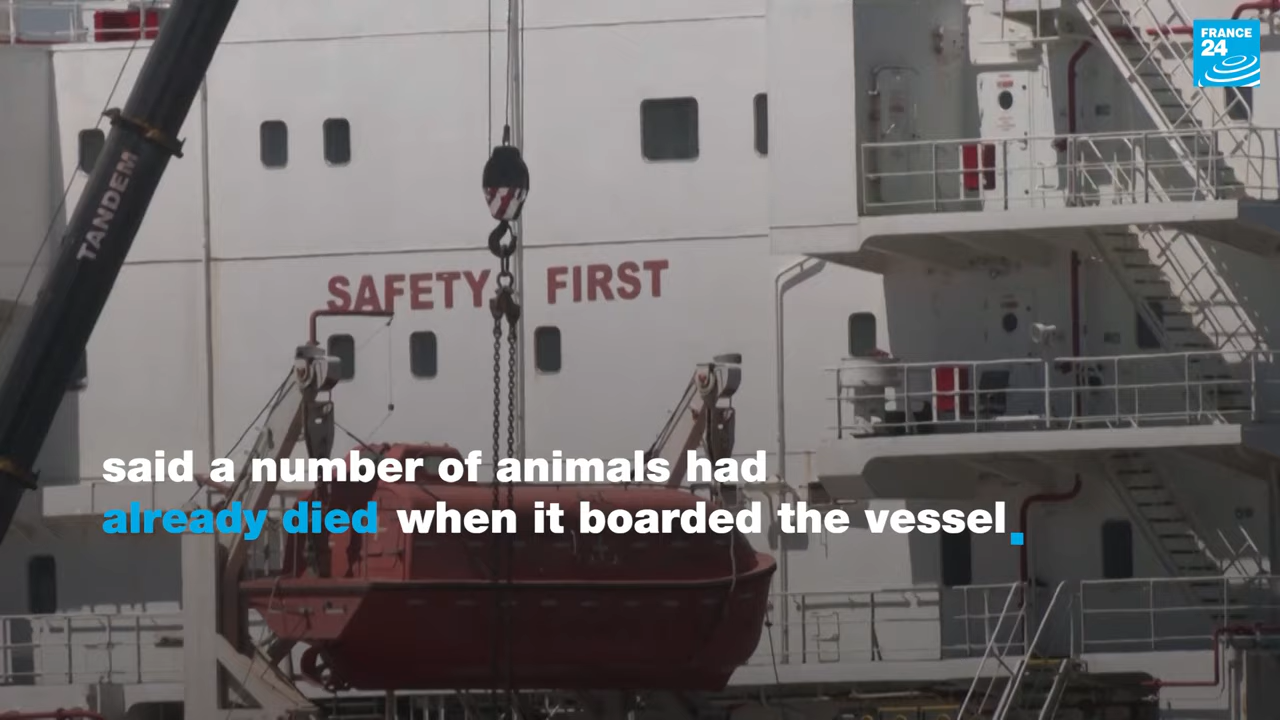 FRANCE
24
TANDEM
SAFETY FIRST
said a number of animals had
already died when it boarded the vessel.